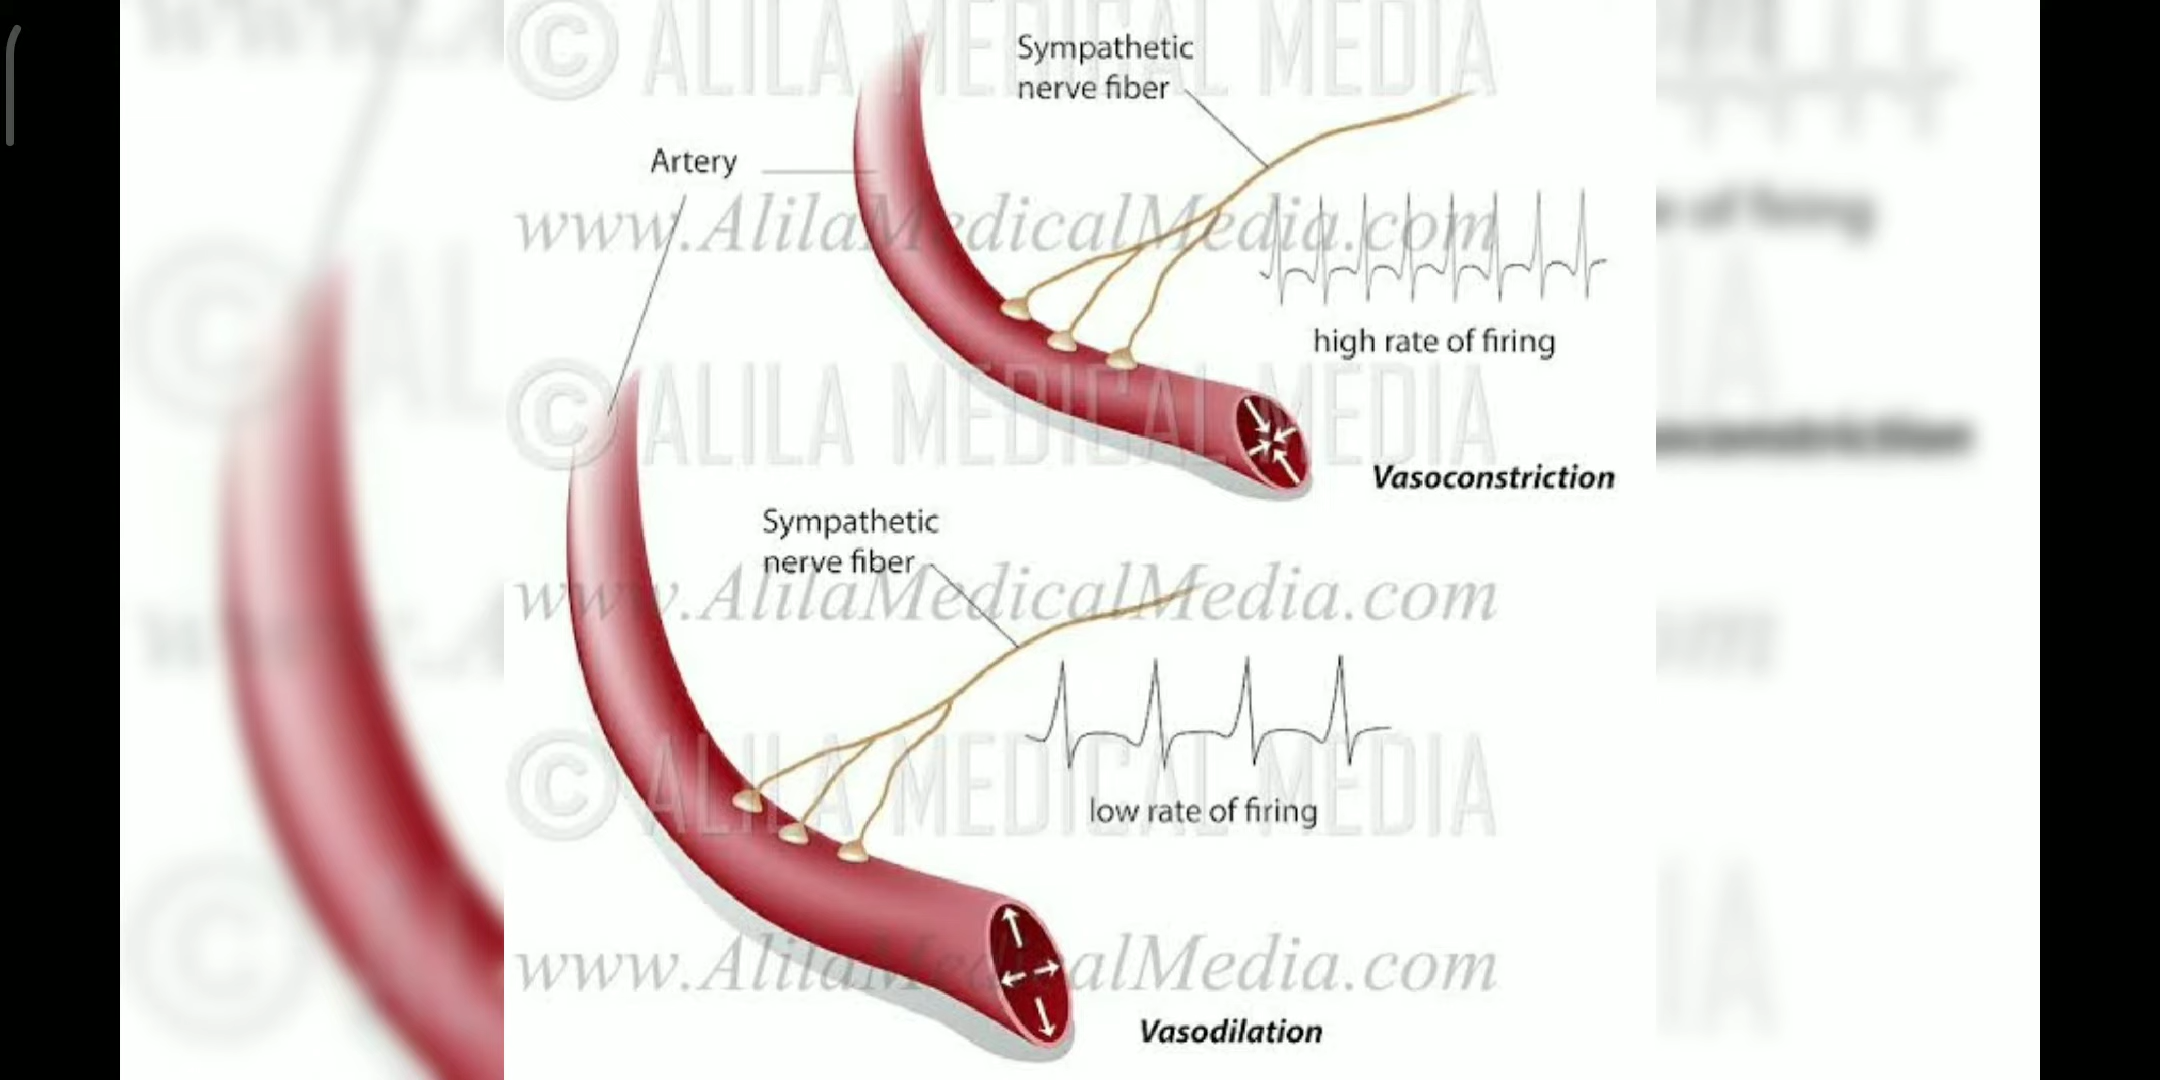 © ALILA MEDICAL MEDIA
Sympathetic
nerve fiber
Artery
www.AlilaMedicalMedia.com
high rate of firing
© ALILA MEDICAL MEDIA
Vasoconstriction
Sympathetic
nerve fiber
www.AlilaMedicalMedia.com
© ALILA MEDICAL MEDIA
low rate of firing
www.AlilaMedicalMedia.com
Vasodilation